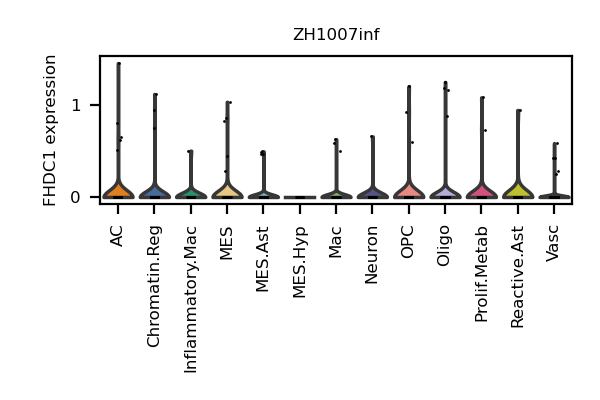 ZH1007inf
FHDC1 expression
1
0
AC
Chromatin.Reg
Inflammatory.Mac
MES
MES.Ast
MES.Hyp
Mac
Neuron
OPC
Oligo
Prolif.Metab
Reactive.Ast
Vasc